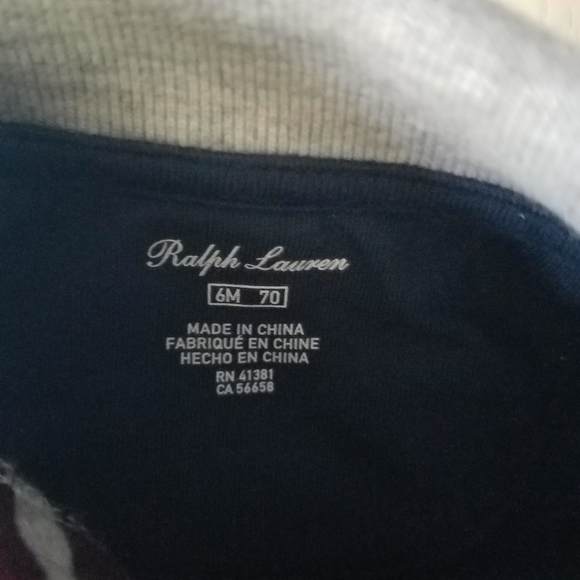 Ralph Lauren
6M 70
MADE IN CHINA
FABRIQUÉ EN CHINE
HECHO EN CHINA
RN 41381
CA 56658